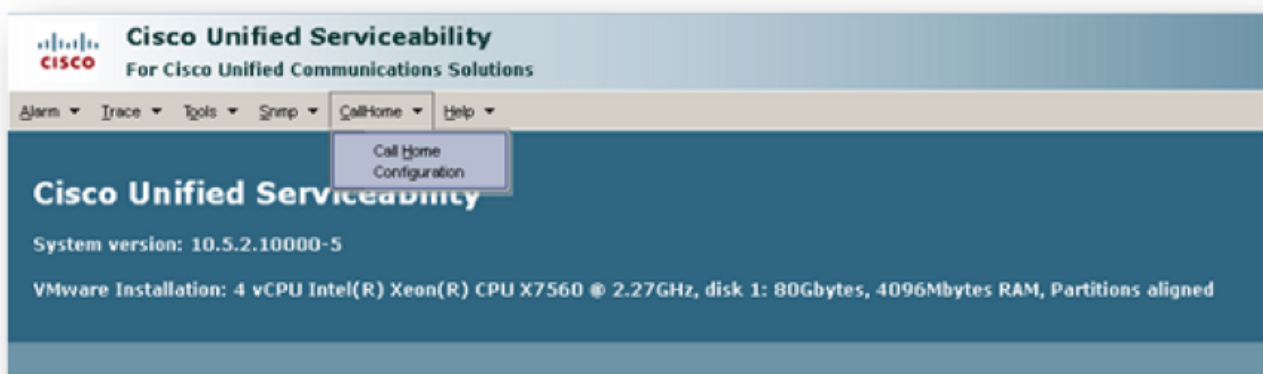 Cisco Unified Serviceability
CISCO
For Cisco Unified Communications Solutions
Alarm Trace Tools Snmp CallHome Help
Call Home
Configuration
Cisco Unified Serviceability
System version: 10.5.2.10000-5
VMware Installation: 4 vCPU Intel(R) Xeon(R) CPU X7560 @ 2.27GHz, disk 1: 80Gbytes, 4096Mbytes RAM, Partitions aligned